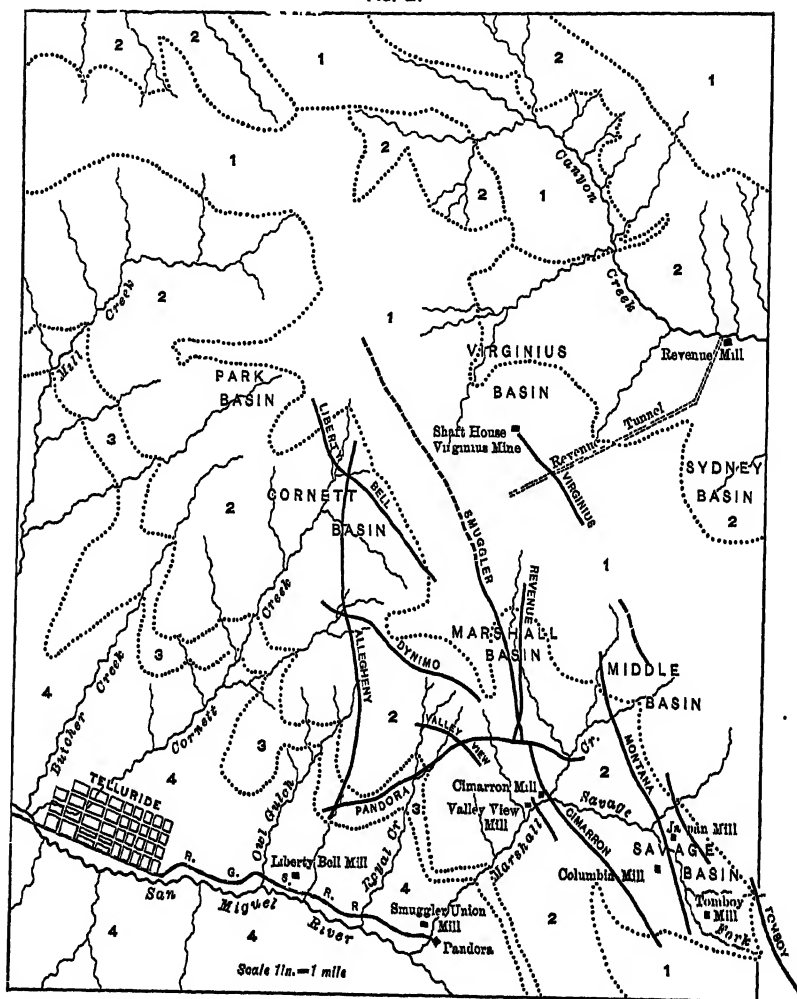 2
2
1
2
1
1
2
2
1
Canyon
Creek
2
2
Mill Creek
1
VIRGINIUS
BASIN
Revenue Mill
PARK
BASIN
3
Shaft House
Virginius Mine
Revenue Tunnel
VIRGINIUS
SYDNEY
BASIN
2
LIBERTY BELL
CORNETT
BASIN
2
SMUGGLER
1
REVENUE
MARSHALL
BASIN
MIDDLE
BASIN
Creek
ALLEGHENY
DYNIMO
3
4
Butcher Creek
Cornett
2
VALLEY VIEW
3
4
Cr.
MONTANA
2
TELLURIDE
PANDORA
3
Cimarron Mill
Valley View
Mill
Savage
CIMARRON
Owl Gulch
Royal Cr
Marshall
Japan Mill
SAVAGE
BASIN
Columbia Mill
Tomboy
Mill
Fork
TOMBOY
R. G. S. R R
Liberty Bell Mill
San Miguel River
4
Smuggler Union
Mill
Pandora
2
4
4
1
Scale 1in.=1 mile